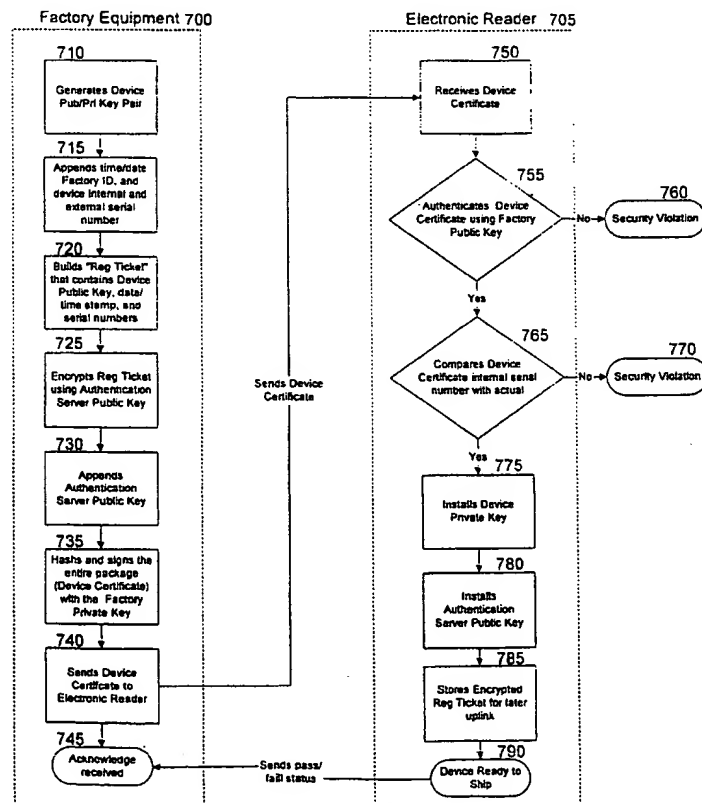 Factory Equipment 700
710
Generates Device
Pub/Pri Key Pair
715
Appends time/date
Factory ID, and
device internal and
external serial
number
720
Builds "Reg Ticket"
that contains Device
Public Key, data/
time stamp, and
serial numbers
725
Encrypts Reg Ticket
using Authentication
Server Public Key
730
Appends
Authentication
Server Public Key
735
Hashs and signs the
entire package
(Device Certificate)
with the Factory
Private Key
740
Sends Device
Certifcate to
Electronic Reader
745
Acknowledge
received
Sends Device
Certificate
Sends pass/
faill status
Electronic Reader 705
750
Receives Device
Certificate
755
Authenticates Device
Certificate using Factory
Public Key
No
760
Security Violation
Yes
765
Compares Device
Certificate internal serial
number with actual
No
770
Security Violation
Yes
775
Installs Device
Private Key
780
Installs
Authentication
Server Public Key
785
Stores Encrypted
Reg Ticket for later
uplink
790
Device Ready to
Ship